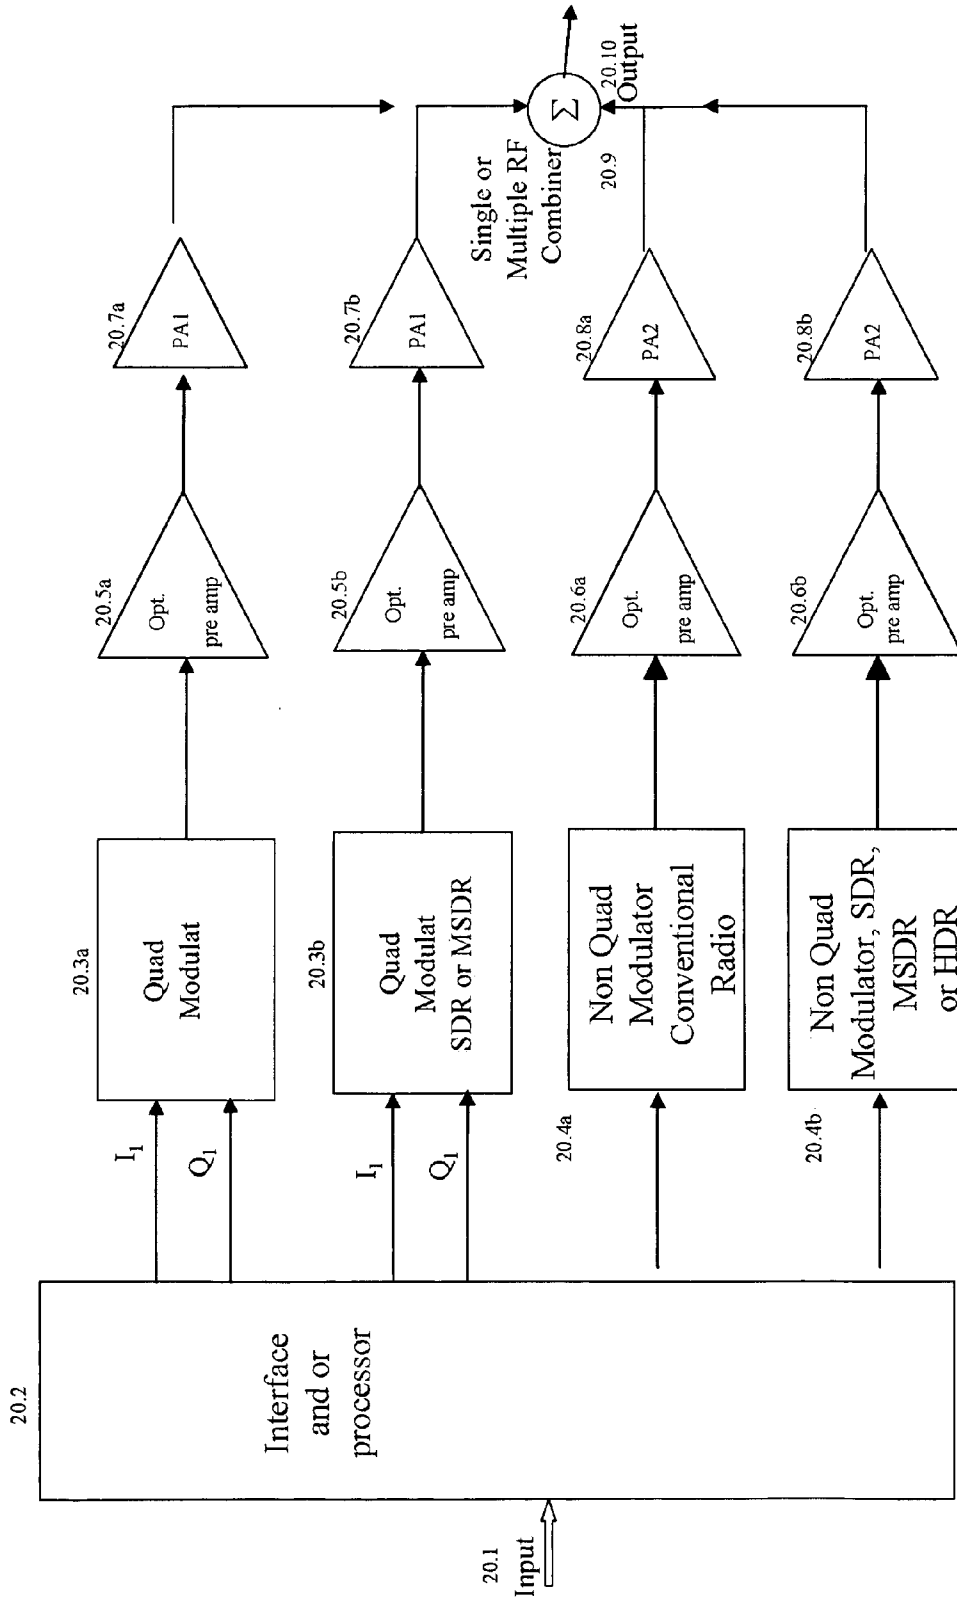 20.1
Input
20.2
Interface
and or
processor
I1
Q1
20.3a
Quad
Modulat
20.5a
Opt.
pre amp
20.7a
PA1
I1
Q1
20.3b
Quad
Modulat
SDR or MSDR
20.5b
Opt.
pre amp
20.7b
PA1
20.4a
Non Quad
Modulator
Conventional
Radio
20.6a
Opt.
pre amp
20.8a
PA2
20.4b
Non Quad
Modulator, SDR,
MSDR
or HDR
20.6b
Opt.
pre amp
20.8b
PA2
Single or
Multiple RF
Combiner
20.9
Σ
20.10
Output